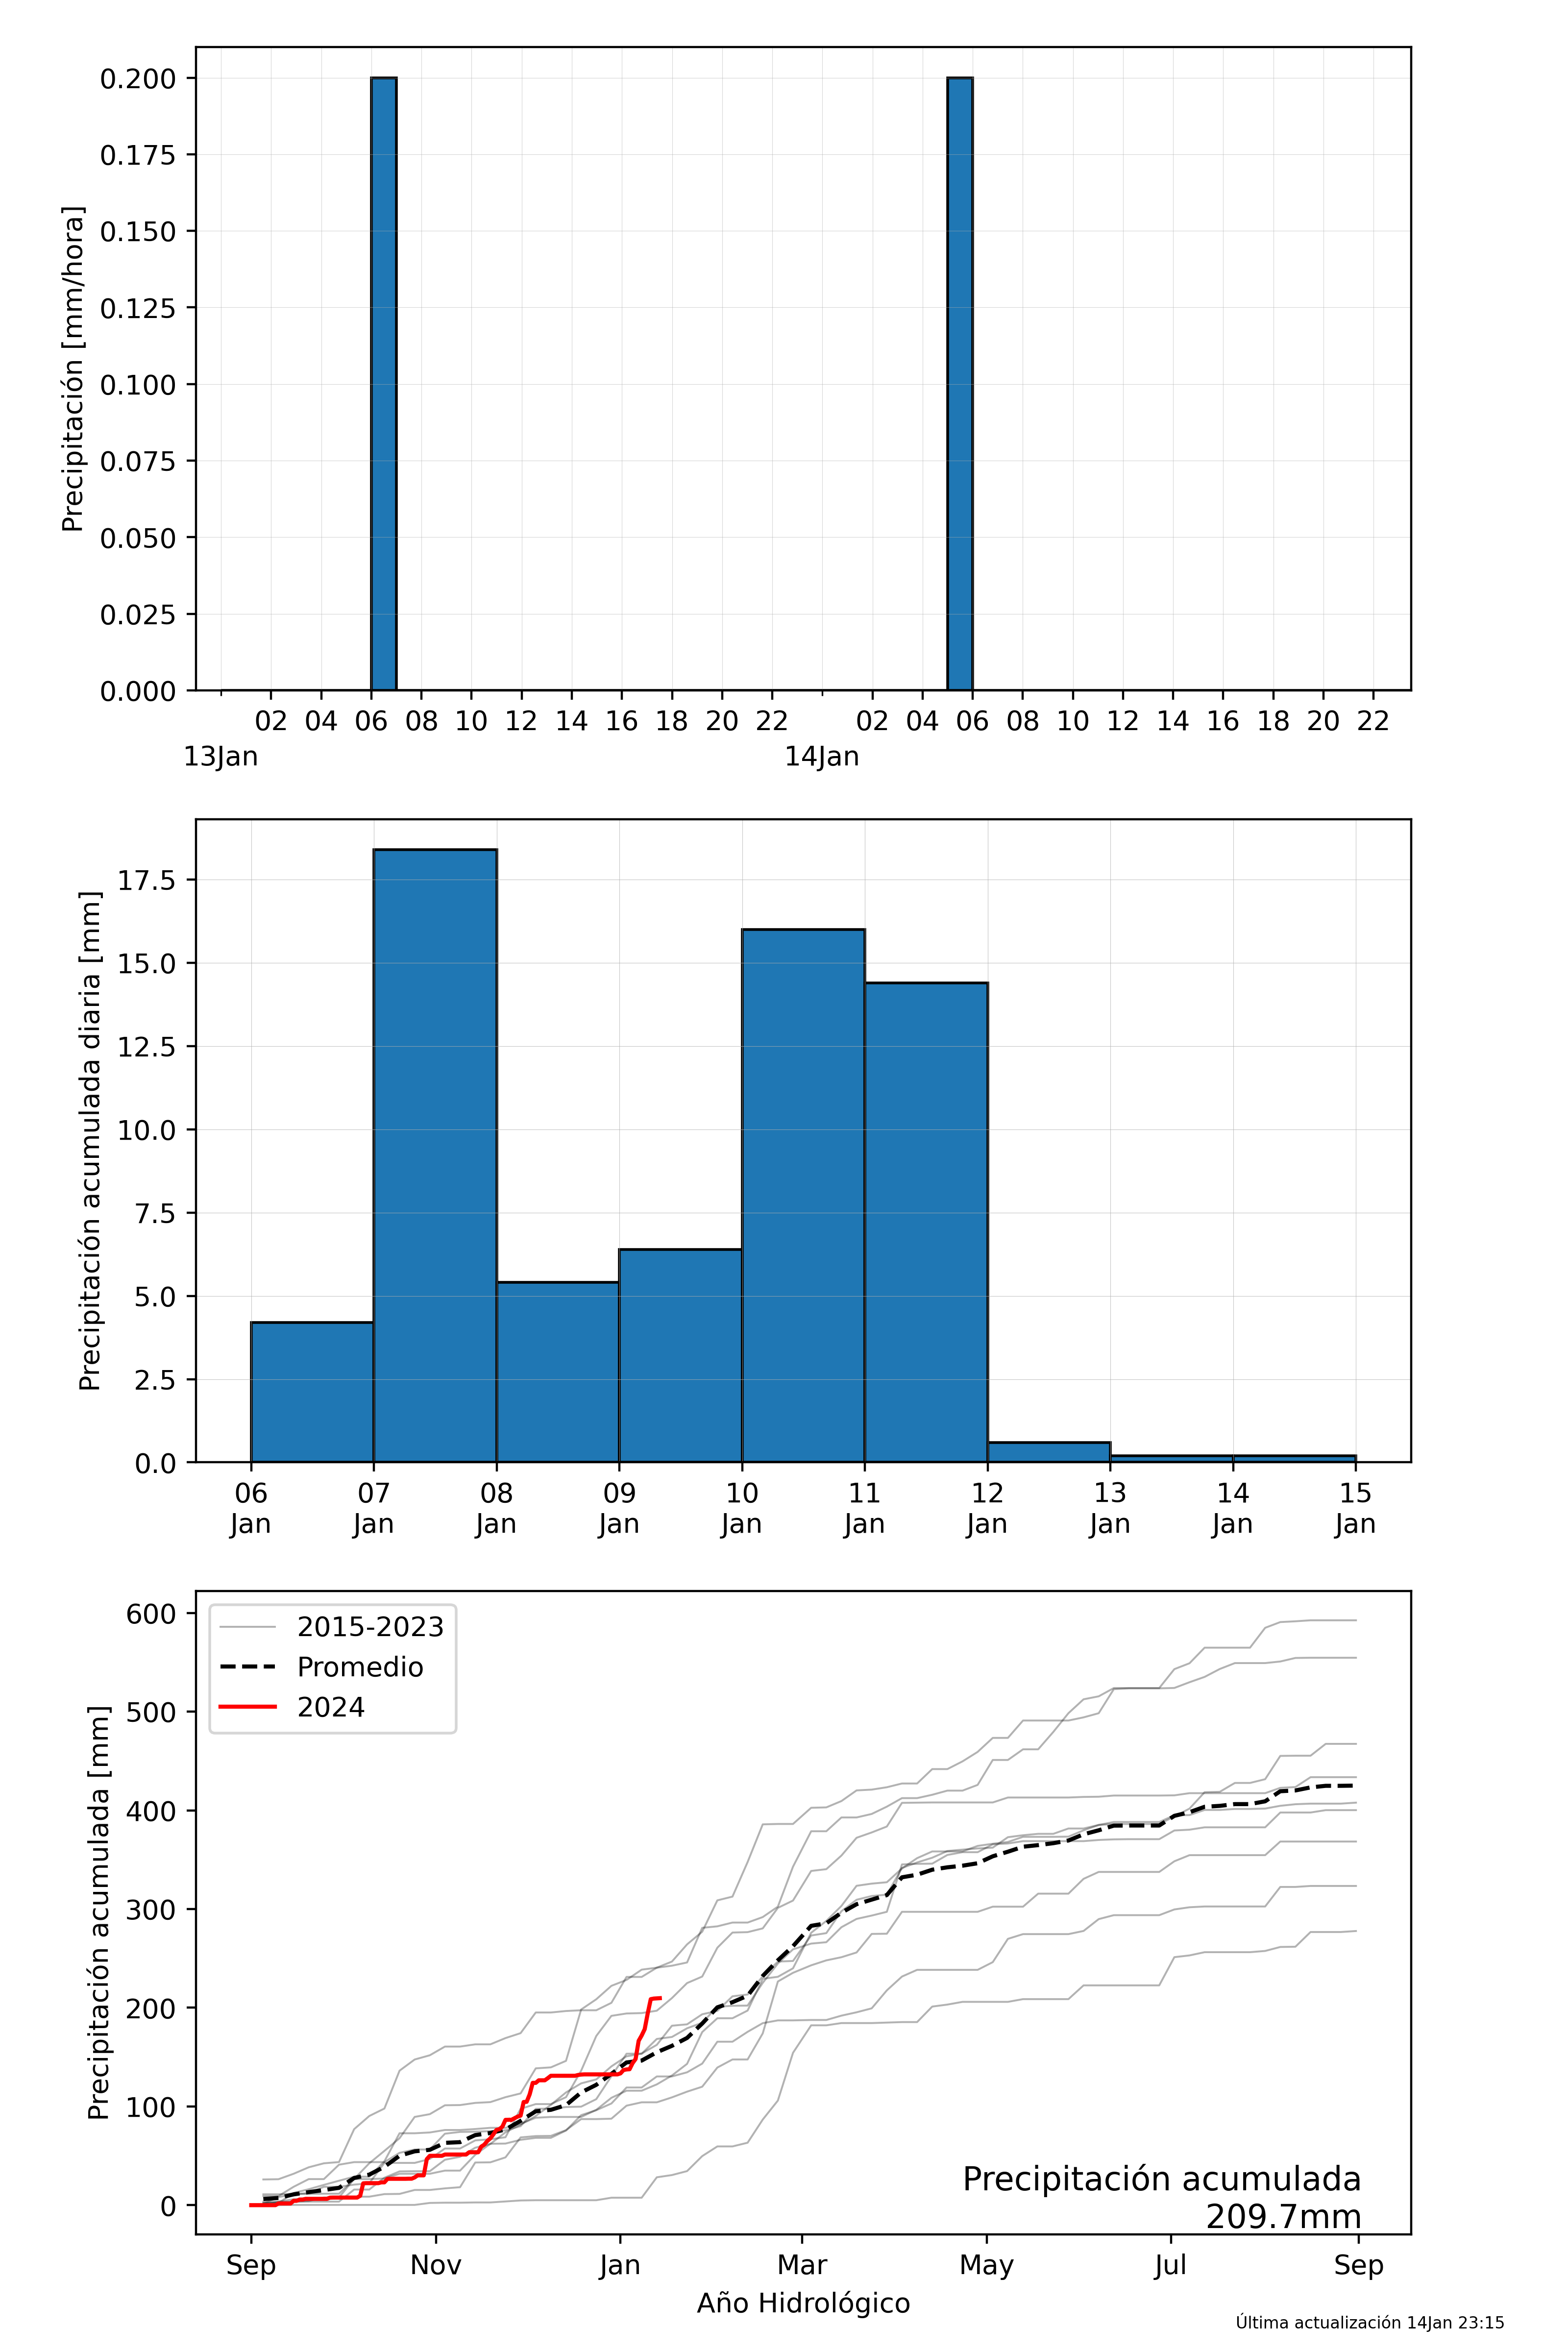 Precipitación [mm/hora]
0.200
0.175
0.150
0.125
0.100
0.075
0.050
0.025
0.000
02 04 06 08 10 12 14 16 18 20 22 02 04 06 08 10 12 14 16 18 20 22
13Jan 14Jan
Precipitación acumulada diaria [mm]
17.5
15.0
12.5
10.0
7.5
5.0
2.5
0.0
06 07 08 09 10 11 12 13 14 15
Jan Jan Jan Jan Jan Jan Jan Jan Jan Jan
Precipitación acumulada [mm]
600
500
400
300
200
100
0
2015-2023
Promedio
2024
Precipitación acumulada
209.7mm
Sep Nov Jan Mar May Jul Sep
Año Hidrológico
Última actualización 14Jan 23:15